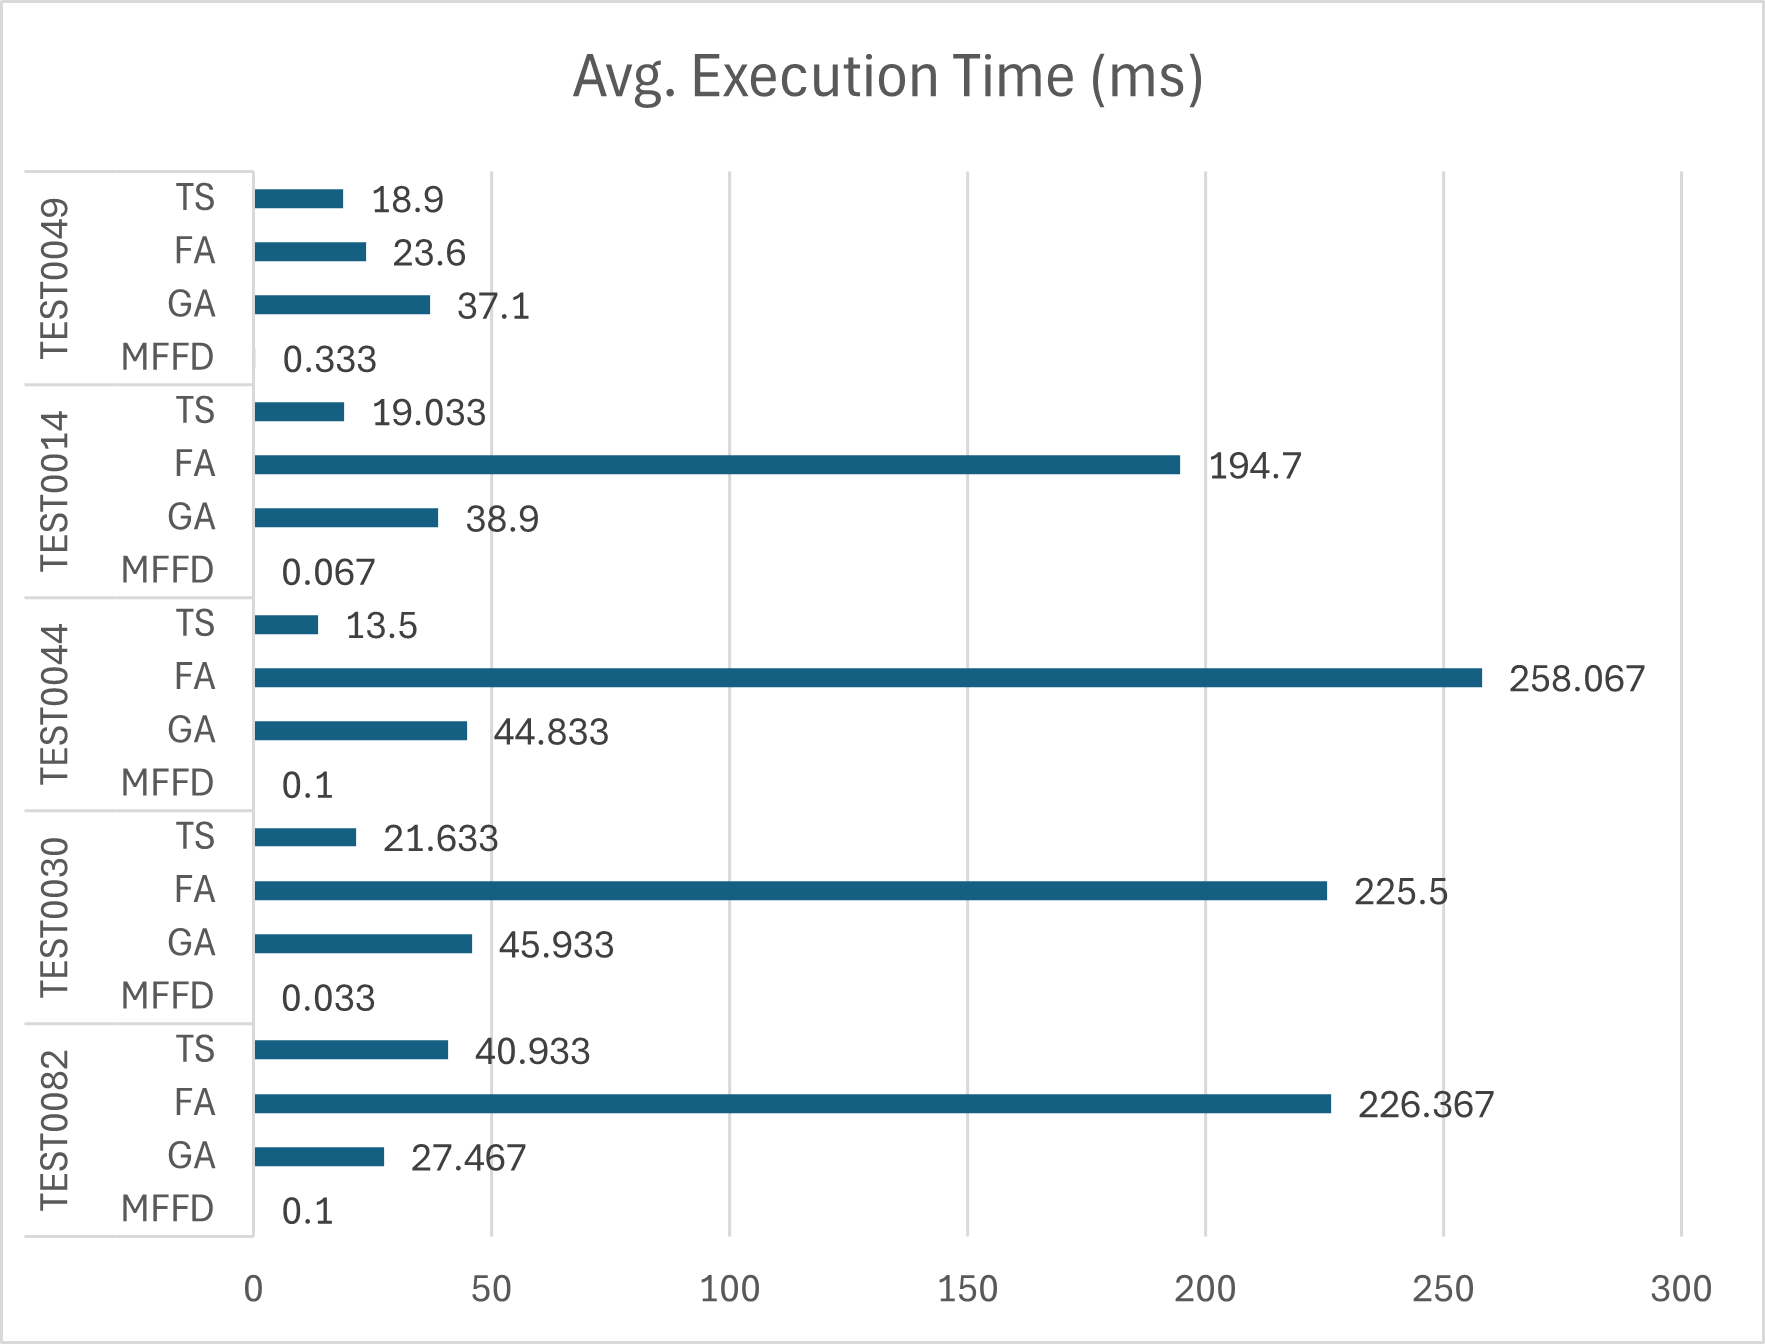 Avg. Execution Time (ms)
TEST0049
TS 18.9
FA 23.6
GA 37.1
MFFD 0.333
TEST0014
TS 19.033
FA 194.7
GA 38.9
MFFD 0.067
TEST0044
TS 13.5
FA 258.067
GA 44.833
MFFD 0.1
TEST0030
TS 21.633
FA 225.5
GA 45.933
MFFD 0.033
TEST0082
TS 40.933
FA 226.367
GA 27.467
MFFD 0.1
0 50 100 150 200 250 300